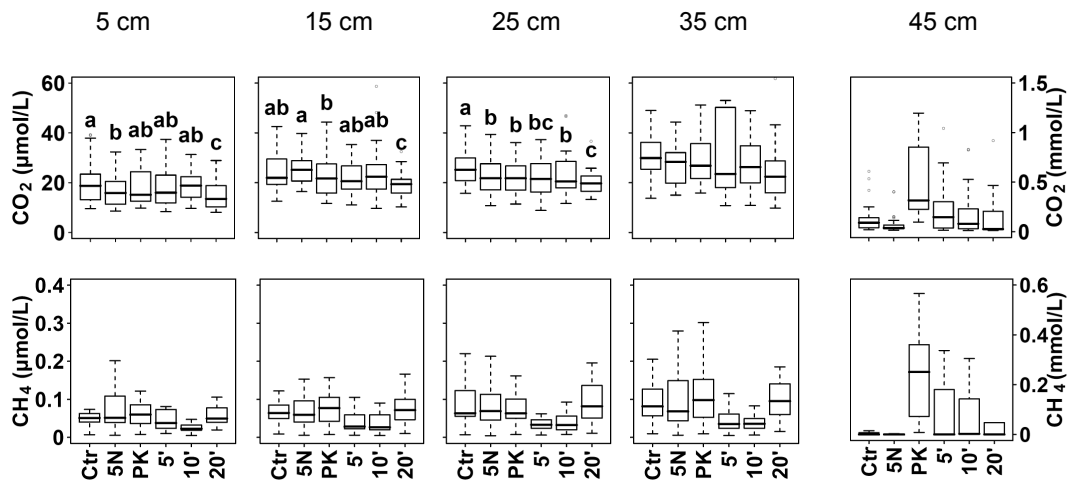 5 cm 15 cm 25 cm 35 cm 45 cm
CO₂ (µmol/L)
60
40
20
0
a b ab ab ab c
ab a b ab ab c
a b b bc b c
1.5
1
0.5
0
CO₂ (mmol/L)
CH₄ (µmol/L)
0.4
0.3
0.2
0.1
0
0.6
0.4
0.2
0
CH₄ (mmol/L)
Ctr 5N PK 5' 10' 20' Ctr 5N PK 5' 10' 20' Ctr 5N PK 5' 10' 20' Ctr 5N PK 5' 10' 20' Ctr 5N PK 5' 10' 20'